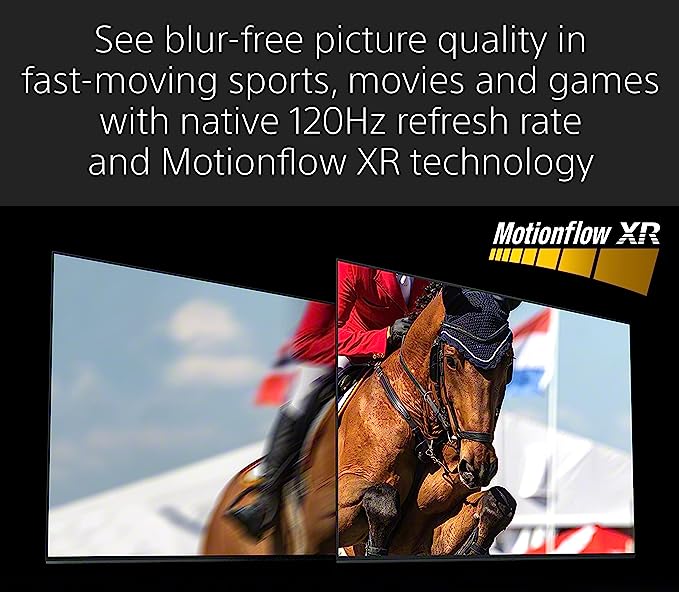 See blur-free picture quality in
fast-moving sports, movies and games
with native 120Hz refresh rate
and Motionflow XR technology
Motionflow XR